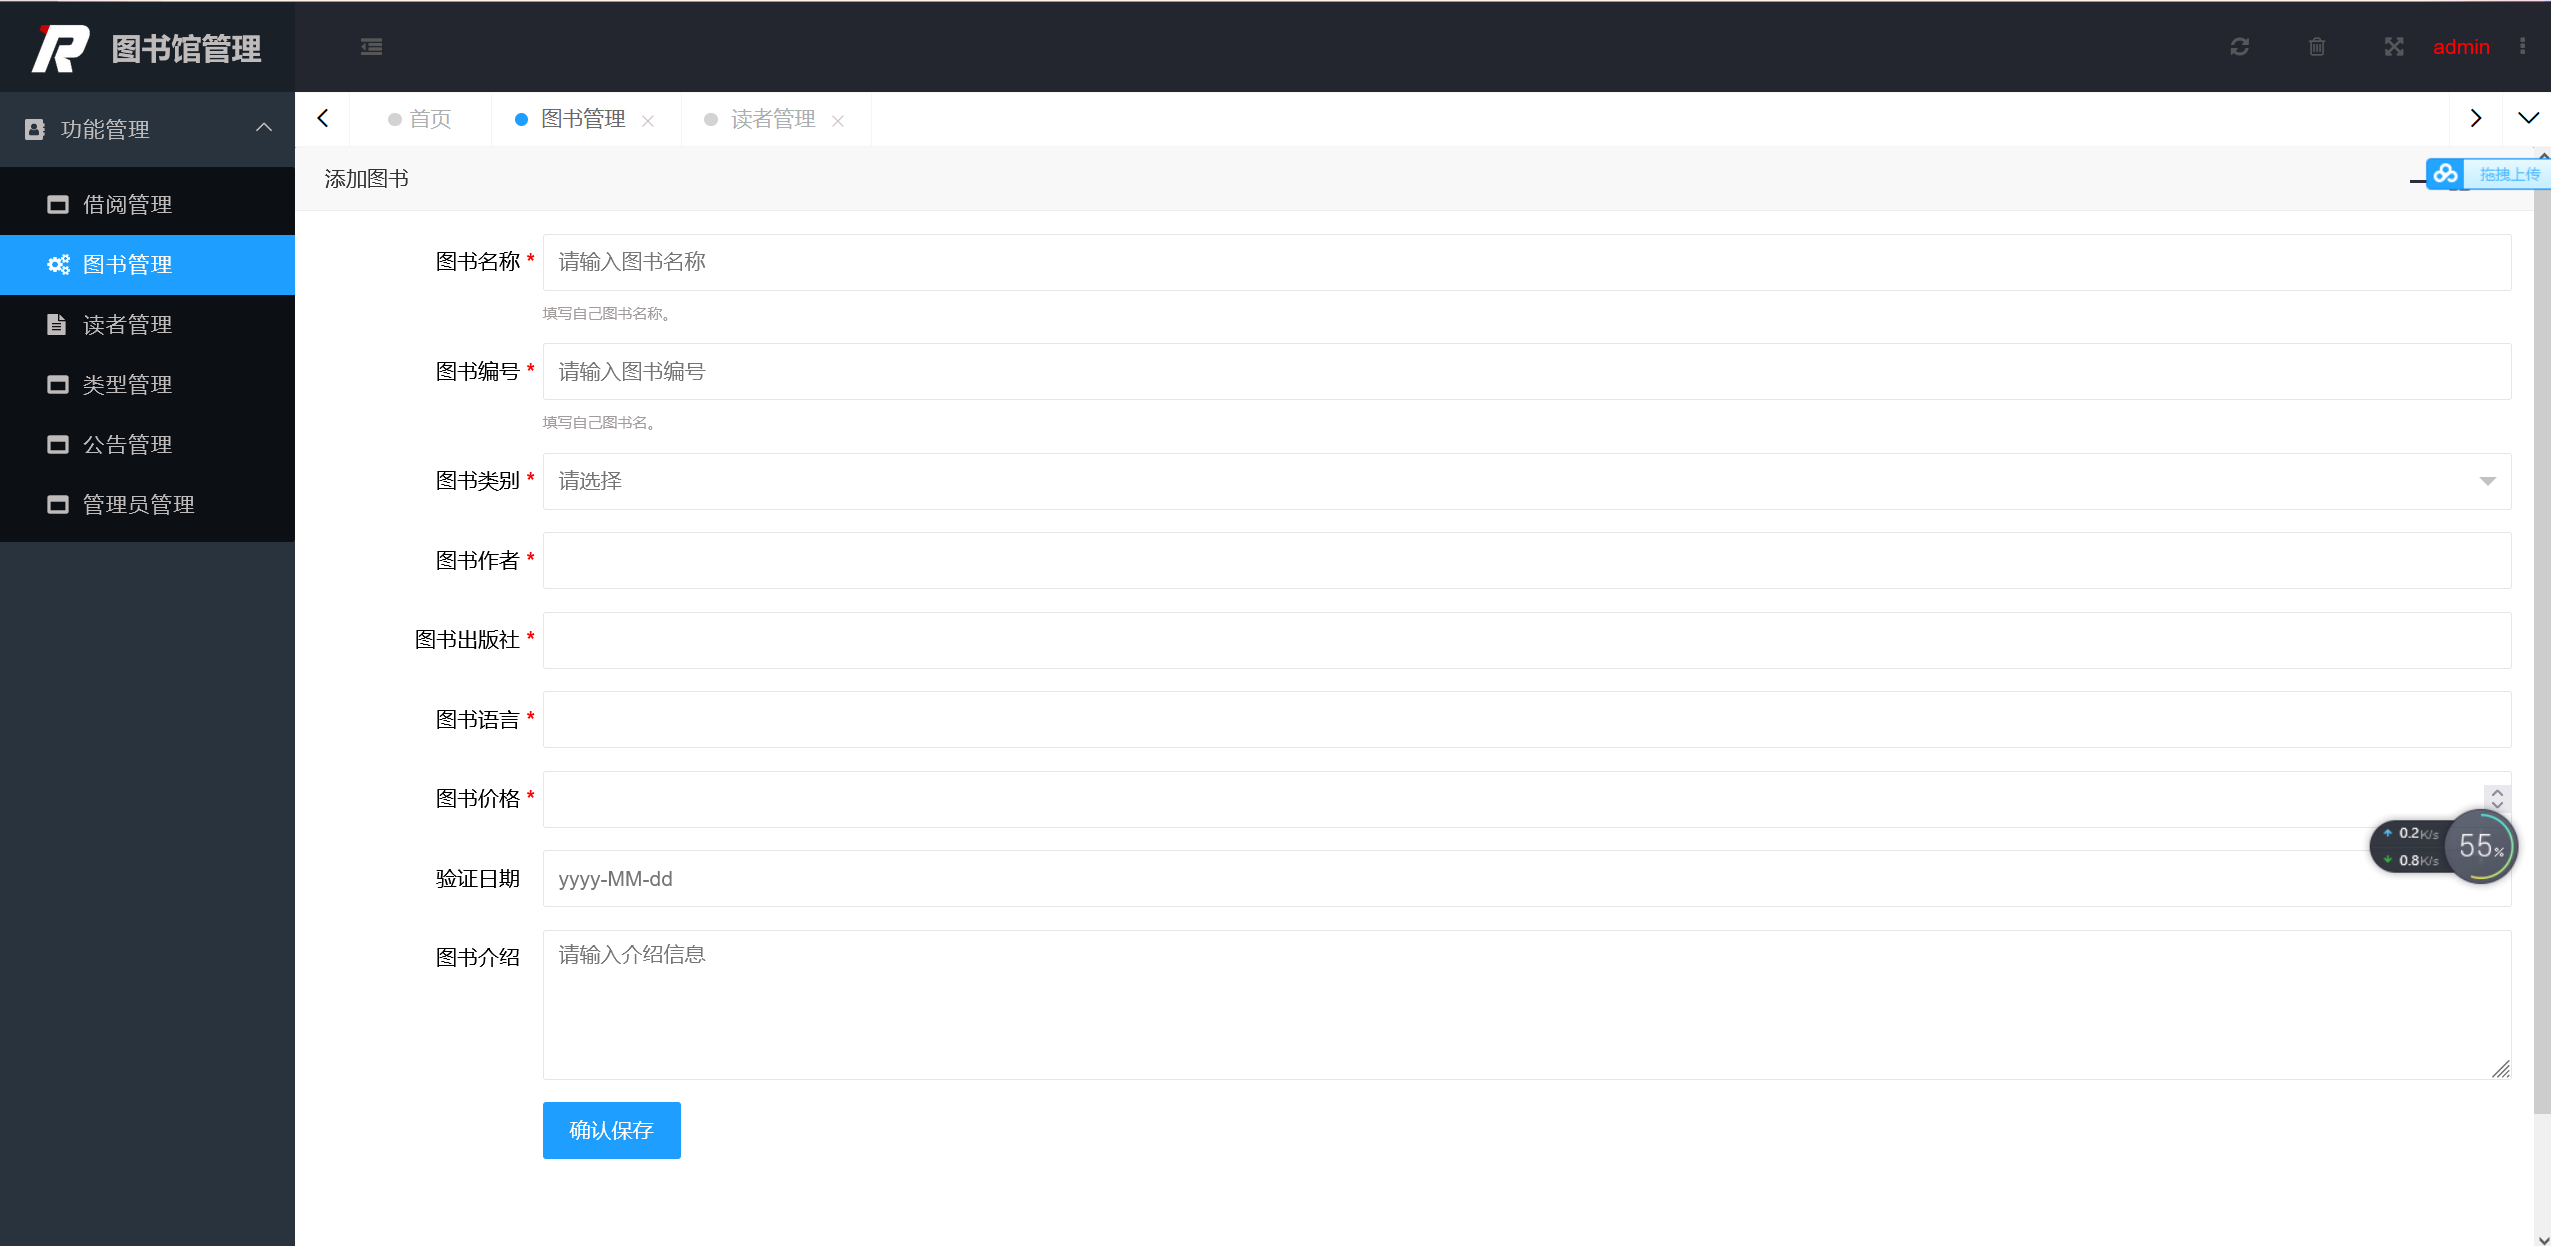 图书馆管理
admin
功能管理
首页
图书管理
读者管理
借阅管理
图书管理
读者管理
类型管理
公告管理
管理员管理
添加图书
拖拽上传
图书名称 *
请输入图书名称
填写自己图书名称。
图书编号 *
请输入图书编号
填写自己图书名。
图书类别 *
请选择
图书作者 *
图书出版社 *
图书语言 *
图书价格 *
0.2K/s
0.8K/s
55%
验证日期
yyyy-MM-dd
图书介绍
请输入介绍信息
确认保存